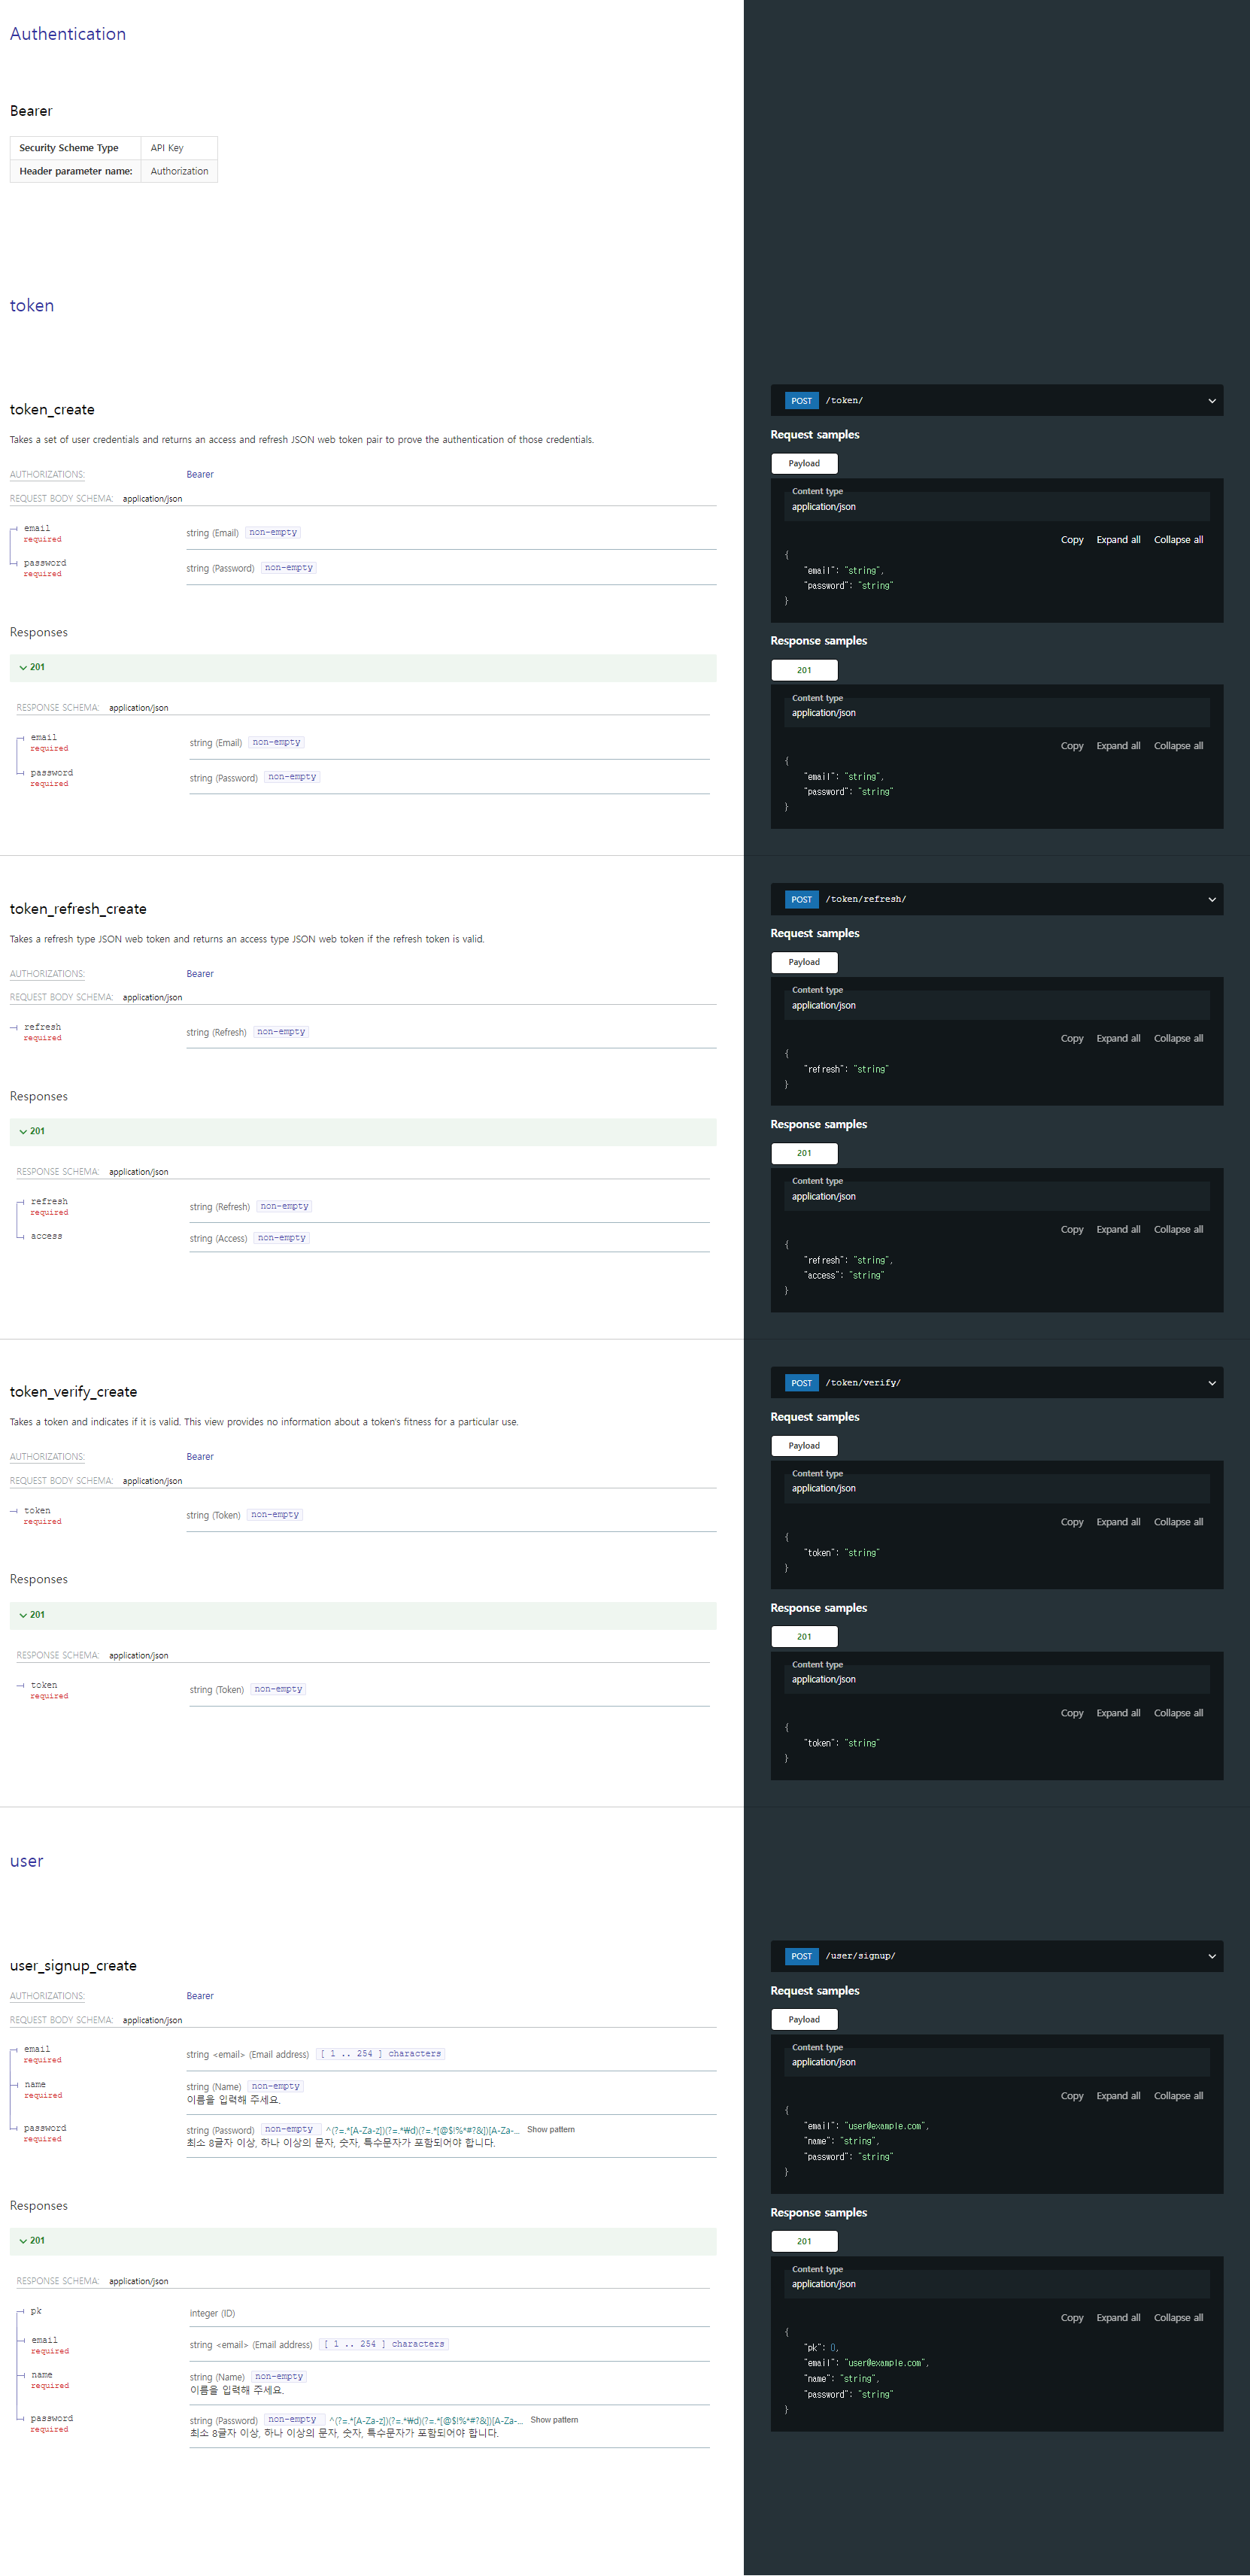 Authentication
Bearer
Security Scheme Type API Key
Header parameter name: Authorization
token
token_create
Takes a set of user credentials and returns an access and refresh JSON web token pair to prove the authentication of those credentials.
AUTHORIZATIONS: Bearer
REQUEST BODY SCHEMA: application/json
email
required
string (Email) non-empty
password
required
string (Password) non-empty
Responses
201
RESPONSE SCHEMA: application/json
email
required
string (Email) non-empty
password
required
string (Password) non-empty
POST /token/
Request samples
Payload
Content type
application/json
Copy Expand all Collapse all
{
"email": "string",
"password": "string"
}
Response samples
201
Content type
application/json
Copy Expand all Collapse all
{
"email": "string",
"password": "string"
}
token_refresh_create
Takes a refresh type JSON web token and returns an access type JSON web token if the refresh token is valid.
AUTHORIZATIONS: Bearer
REQUEST BODY SCHEMA: application/json
refresh
required
string (Refresh) non-empty
Responses
201
RESPONSE SCHEMA: application/json
refresh
required
string (Refresh) non-empty
access
string (Access) non-empty
POST /token/refresh/
Request samples
Payload
Content type
application/json
Copy Expand all Collapse all
{
"refresh": "string"
}
Response samples
201
Content type
application/json
Copy Expand all Collapse all
{
"refresh": "string",
"access": "string"
}
token_verify_create
Takes a token and indicates if it is valid. This view provides no information about a token's fitness for a particular use.
AUTHORIZATIONS: Bearer
REQUEST BODY SCHEMA: application/json
token
required
string (Token) non-empty
Responses
201
RESPONSE SCHEMA: application/json
token
required
string (Token) non-empty
POST /token/verify/
Request samples
Payload
Content type
application/json
Copy Expand all Collapse all
{
"token": "string"
}
Response samples
201
Content type
application/json
Copy Expand all Collapse all
{
"token": "string"
}
user
user_signup_create
AUTHORIZATIONS: Bearer
REQUEST BODY SCHEMA: application/json
email
required
string <email> (Email address) [ 1 .. 254 ] characters
name
required
string (Name) non-empty
이름을 입력해 주세요.
password
required
string (Password) non-empty ^(?=.*[A-Za-z])(?=.*₩d)(?=.*[@$!%*#?&])[A-Za-... Show pattern
최소 8글자 이상, 하나 이상의 문자, 숫자, 특수문자가 포함되어야 합니다.
Responses
201
RESPONSE SCHEMA: application/json
pk
integer (ID)
email
required
string <email> (Email address) [ 1 .. 254 ] characters
name
required
string (Name) non-empty
이름을 입력해 주세요.
password
required
string (Password) non-empty ^(?=.*[A-Za-z])(?=.*₩d)(?=.*[@$!%*#?&])[A-Za-... Show pattern
최소 8글자 이상, 하나 이상의 문자, 숫자, 특수문자가 포함되어야 합니다.
POST /user/signup/
Request samples
Payload
Content type
application/json
Copy Expand all Collapse all
{
"email": "user@example.com",
"name": "string",
"password": "string"
}
Response samples
201
Content type
application/json
Copy Expand all Collapse all
{
"pk": 0,
"email": "user@example.com",
"name": "string",
"password": "string"
}